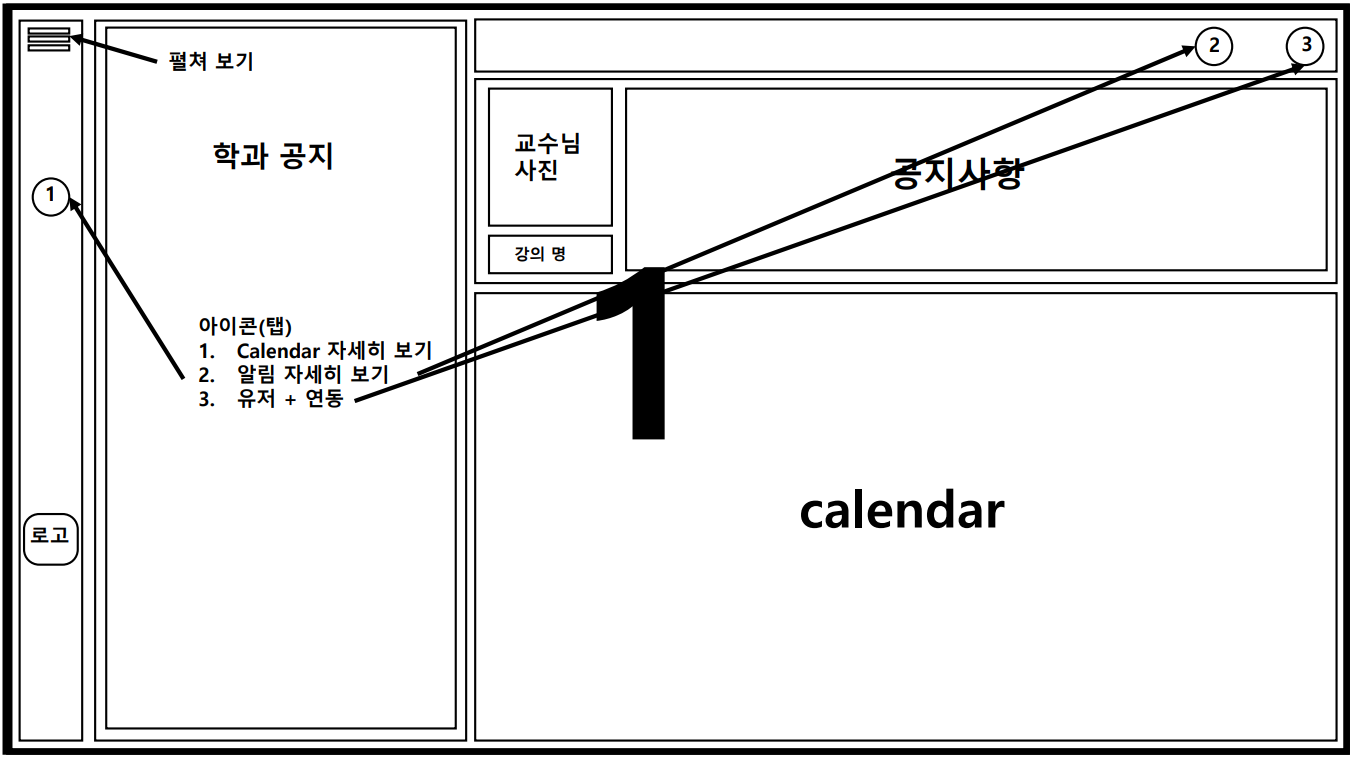 펼쳐 보기
2
3
학과 공지
교수님
사진
공지사항
1
강의 명
1
아이콘(탭)
1. Calendar 자세히 보기
2. 알림 자세히 보기
3. 유저 + 연동
calendar
로고